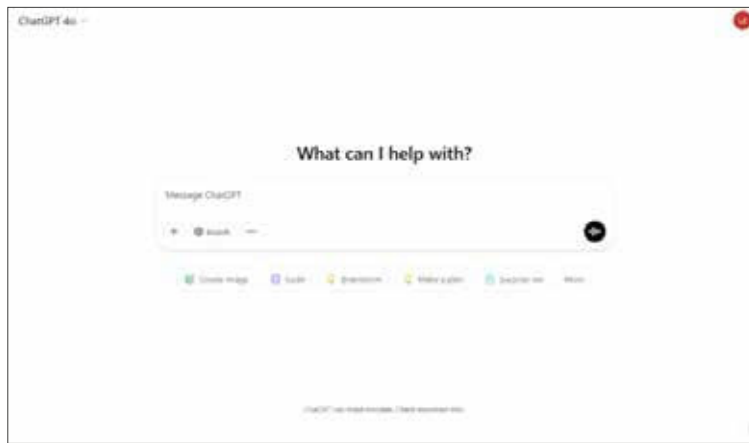 ChatGPT 4o
What can I help with?
Message ChatGPT
Search
Create image Code Brainstorm Make a plan Surprise me More
ChatGPT can make mistakes. Check important info.